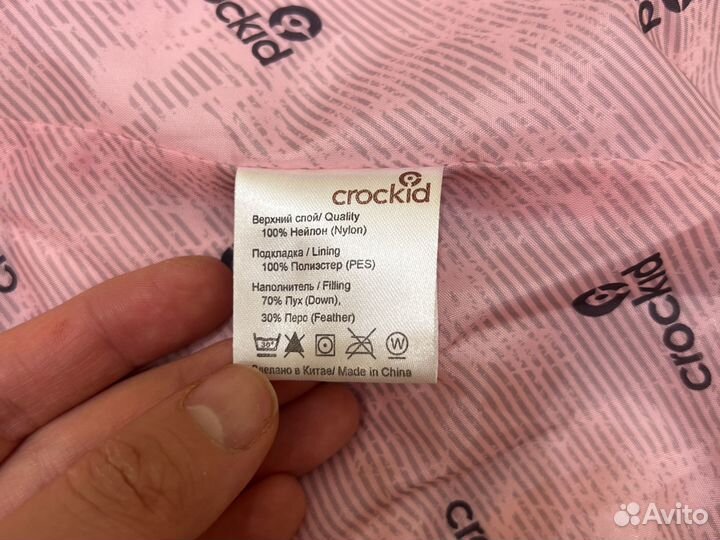 crockid
crockid
Верхний слой/ Quality
100% Нейлон (Nylon)
Подкладка / Lining
100% Полиэстер (PES)
Наполнитель / Filling
70% Пух (Down),
30% Перо (Feather)
30°
W
Сделано в Китае/ Made in China
crockid
crockid
Avito